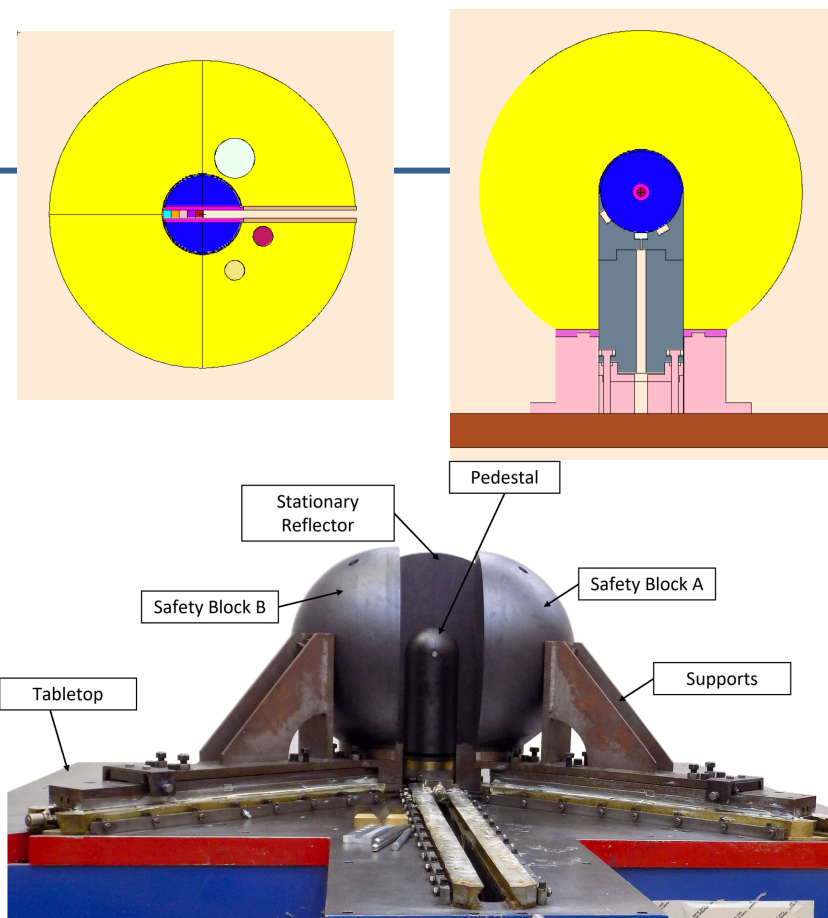 Pedestal
Stationary
Reflector
Safety Block B
Safety Block A
Tabletop
Supports